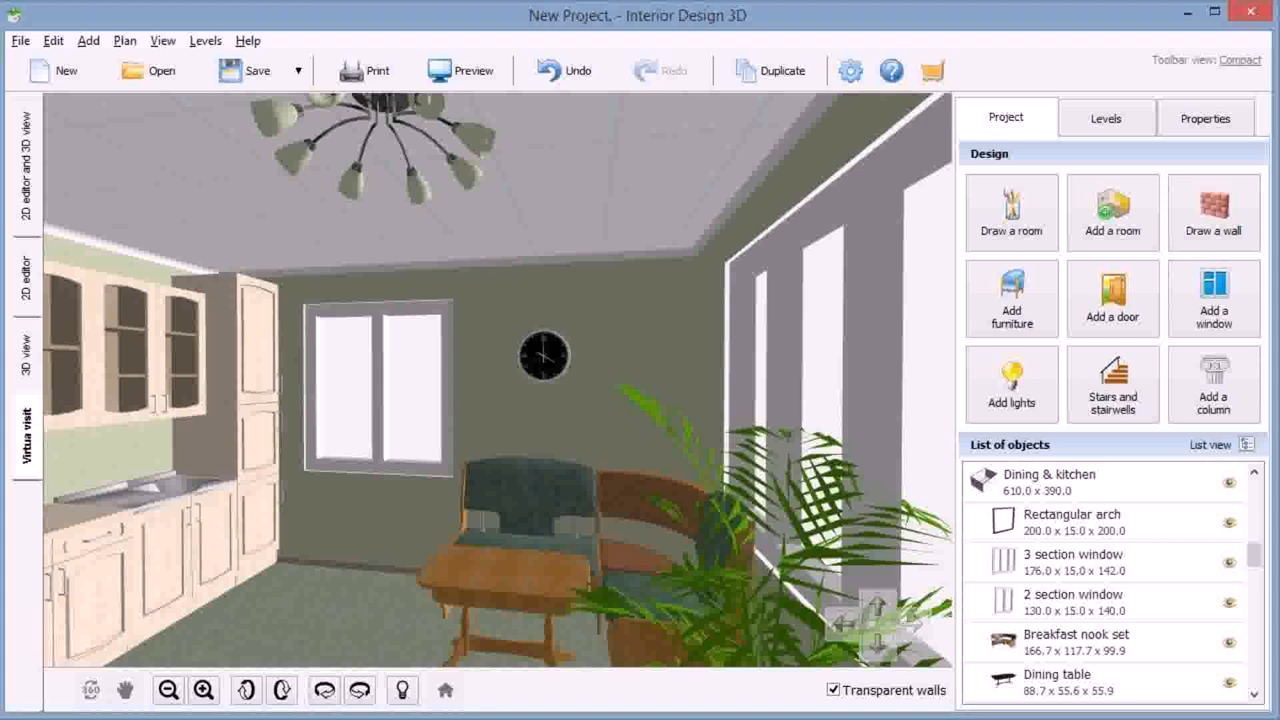 New Project. - Interior Design 3D
File Edit Add Plan View Levels Help
New Open Save Print Preview Undo Redo Duplicate
Toolbar view: Compact
2D editor and 3D view
2D editor
3D view
Virtua visit
Project Levels Properties
Design
Draw a room
Add a room
Draw a wall
Add
furniture
Add a door
Add a
window
Add lights
Stairs and
stairwells
Add a
column
List of objects List view
Dining & kitchen
610.0 x 390.0
Rectangular arch
200.0 x 15.0 x 200.0
3 section window
176.0 x 15.0 x 142.0
2 section window
130.0 x 15.0 x 140.0
Breakfast nook set
166.7 x 117.7 x 99.9
Dining table
88.7 x 55.6 x 55.9
360
Transparent walls